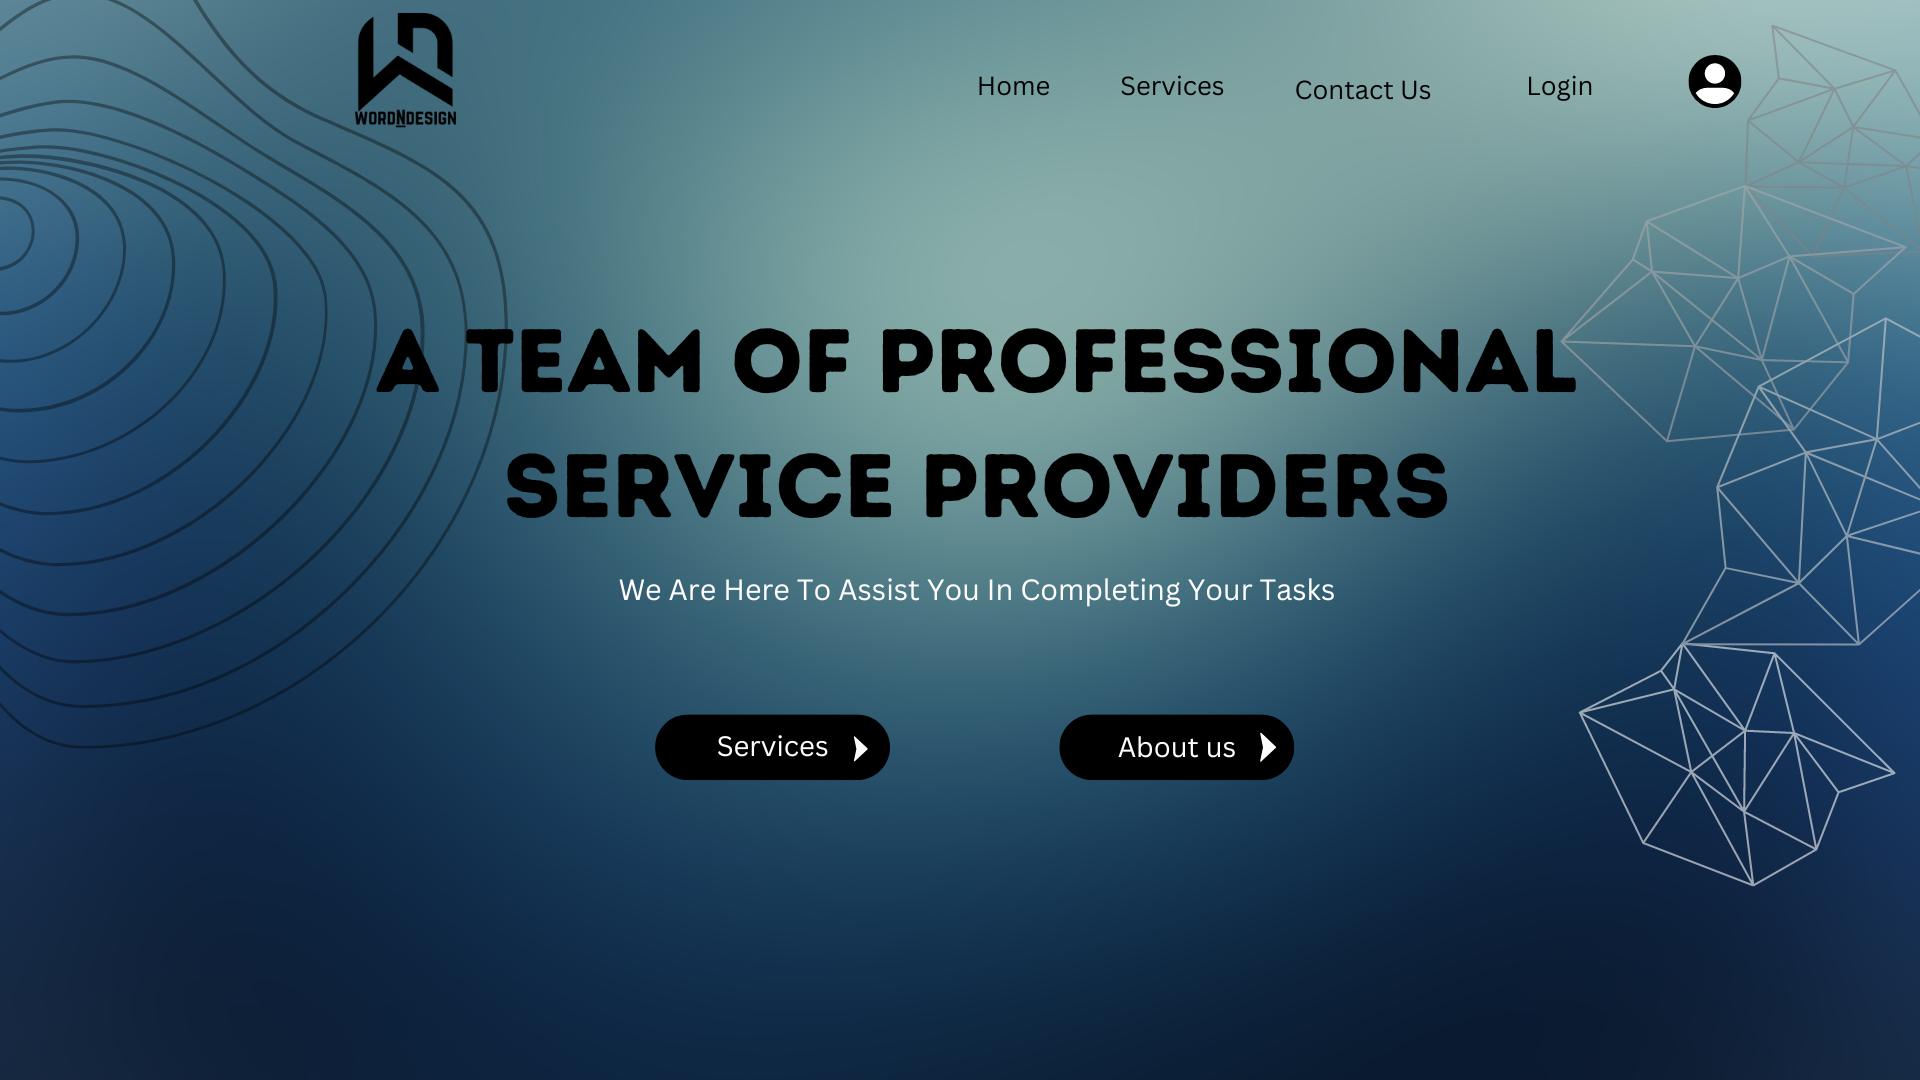 WORDNDESIGN
Home
Services
Contact Us
Login
A TEAM OF PROFESSIONAL
SERVICE PROVIDERS
We Are Here To Assist You In Completing Your Tasks
Services
About us